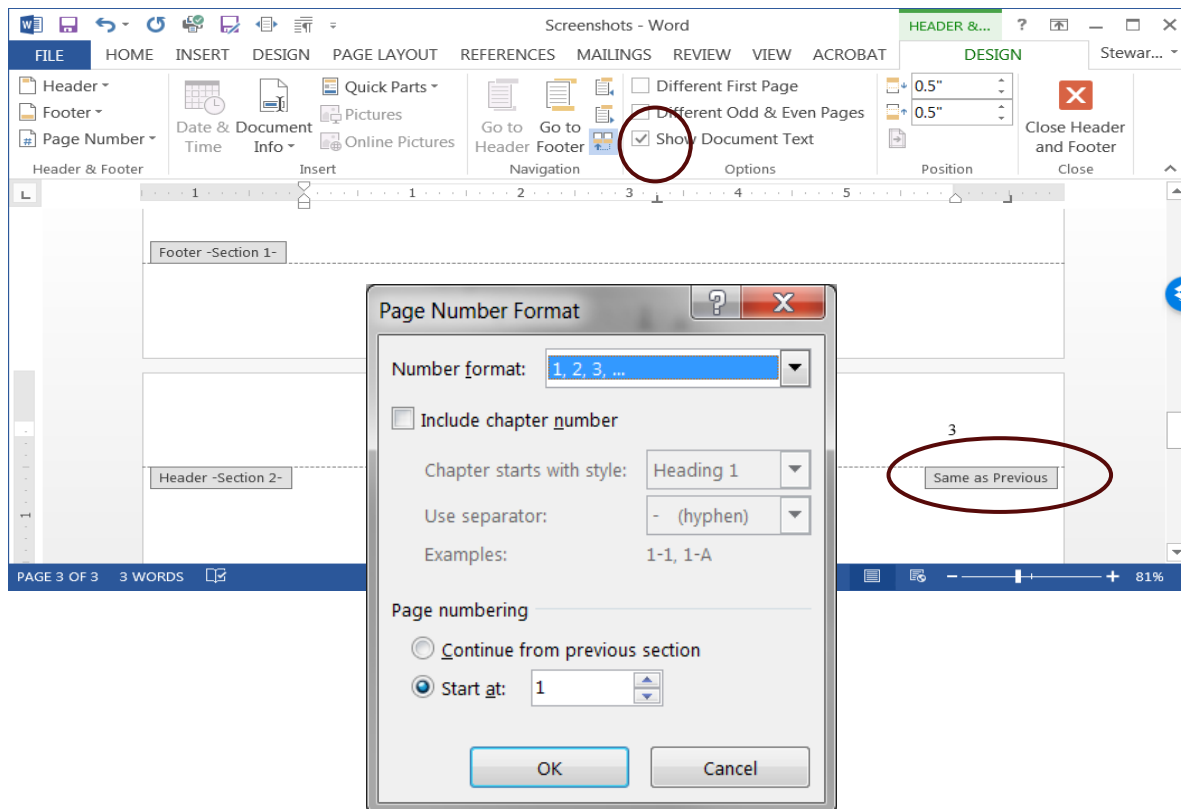 Screenshots - Word
HEADER &...
?
FILE HOME INSERT DESIGN PAGE LAYOUT REFERENCES MAILINGS REVIEW VIEW ACROBAT DESIGN Stewar...
Header
Footer
# Page Number
Header & Footer
Date & Time
Document Info
Quick Parts
Pictures
Online Pictures
Insert
Go to Header
Go to Footer
Navigation
Different First Page
Different Odd & Even Pages
Show Document Text
Options
0.5"
0.5"
Position
Close Header and Footer
Close
L
1 1 2 3 4 5
Footer -Section 1-
3
Header -Section 2-
Same as Previous
1
PAGE 3 OF 3 3 WORDS
81%
Page Number Format
?
X
Number format: 1, 2, 3, ...
Include chapter number
Chapter starts with style: Heading 1
Use separator: - (hyphen)
Examples: 1-1, 1-A
Page numbering
Continue from previous section
Start at: 1
OK Cancel